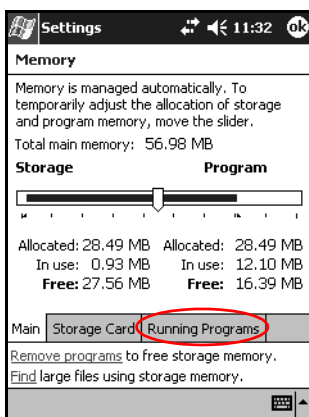 Settings 11:32 ok
Memory
Memory is managed automatically. To
temporarily adjust the allocation of storage
and program memory, move the slider.
Total main memory: 56.98 MB
Storage Program
Allocated: 28.49 MB Allocated: 28.49 MB
In use: 0.93 MB In use: 12.10 MB
Free: 27.56 MB Free: 16.39 MB
Main Storage Card Running Programs
Remove programs to free storage memory.
Find large files using storage memory.